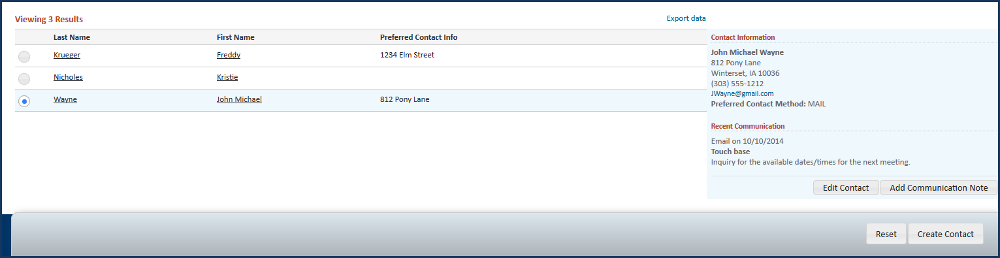 Viewing 3 Results
Export data
Last Name First Name Preferred Contact Info
Krueger Freddy 1234 Elm Street
Nicholes Kristie
Wayne John Michael 812 Pony Lane
Contact Information
John Michael Wayne
812 Pony Lane
Winterset, IA 10036
(303) 555-1212
JWayne@gmail.com
Preferred Contact Method: MAIL
Recent Communication
Email on 10/10/2014
Touch base
Inquiry for the available dates/times for the next meeting.
Edit Contact Add Communication Note
Reset Create Contact